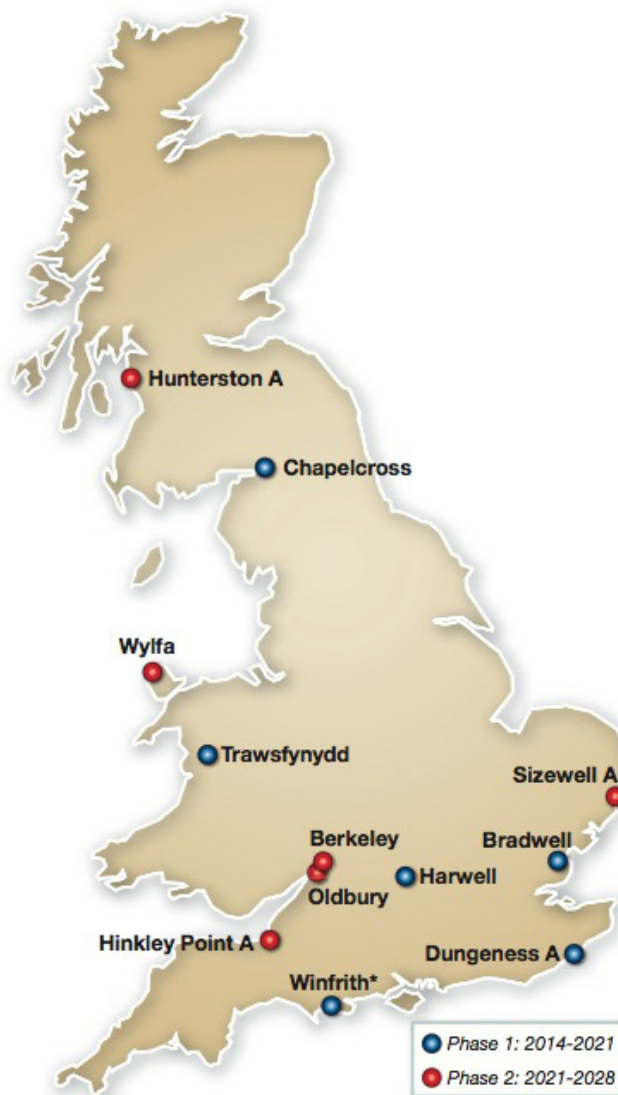 Hunterston A
Chapelcross
Wylfa
Trawsfynydd
Sizewell A
Berkeley
Bradwell
Harwell
Oldbury
Hinkley Point A
Dungeness A
Winfrith*
Phase 1: 2014-2021
Phase 2: 2021-2028